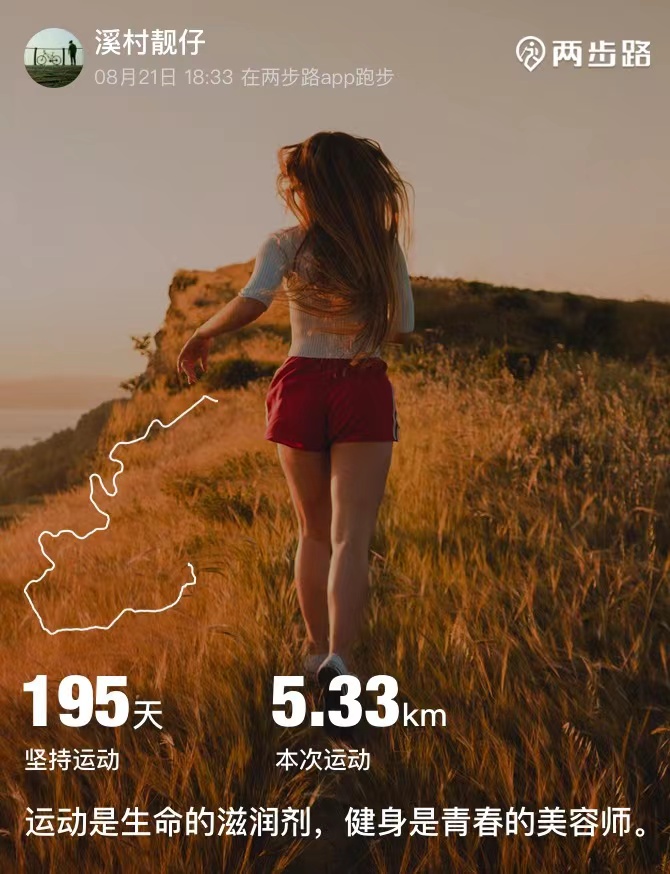 溪村靓仔
两步路
08月21日 18:33 在两步路app跑步
195天
5.33km
坚持运动
本次运动
运动是生命的滋润剂，健身是青春的美容师。